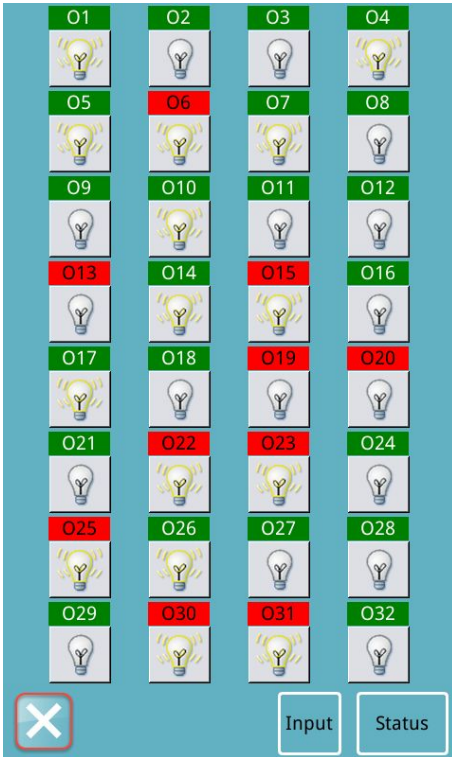 O1 O2 O3 O4
O5 O6 O7 O8
O9 O10 O11 O12
O13 O14 O15 O16
O17 O18 O19 O20
O21 O22 O23 O24
O25 O26 O27 O28
O29 O30 O31 O32
Input Status